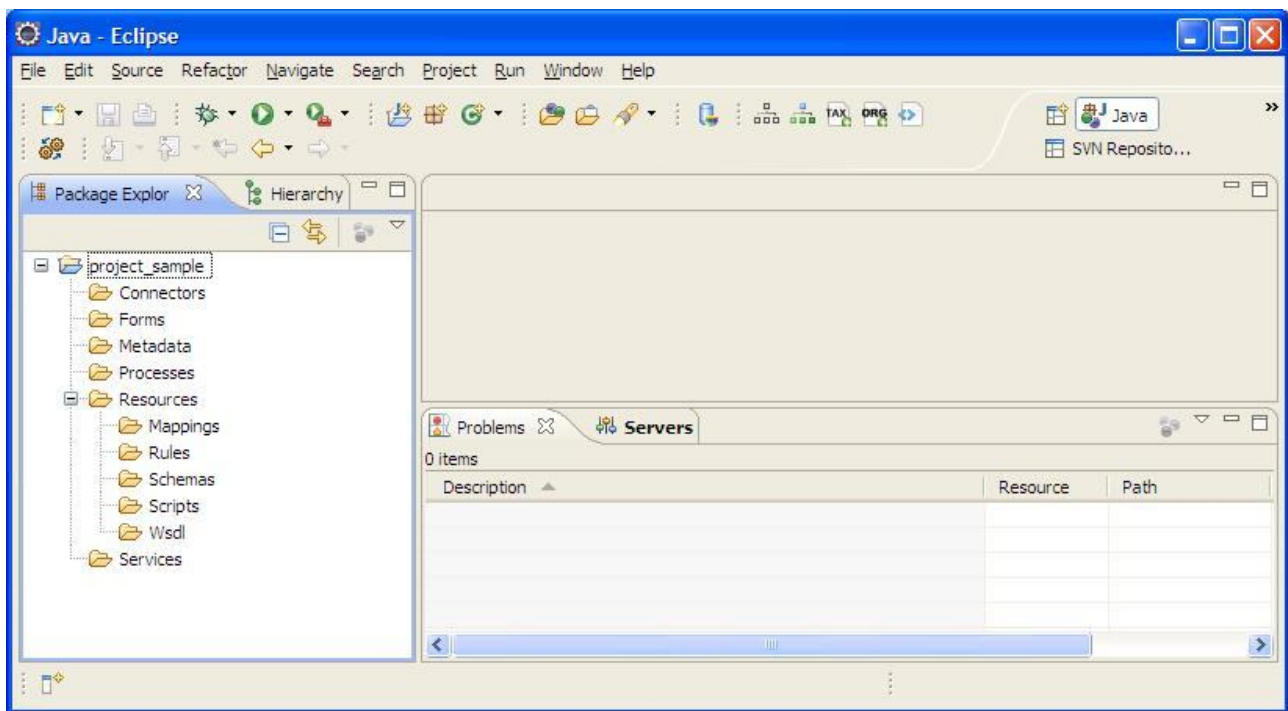 Java - Eclipse
File Edit Source Refactor Navigate Search Project Run Window Help
TAX ORG Java »
SVN Reposito...
Package Explor Hierarchy
project_sample
Connectors
Forms
Metadata
Processes
Resources
Mappings
Rules
Schemas
Scripts
Wsdl
Services
Problems Servers
0 items
Description Resource Path